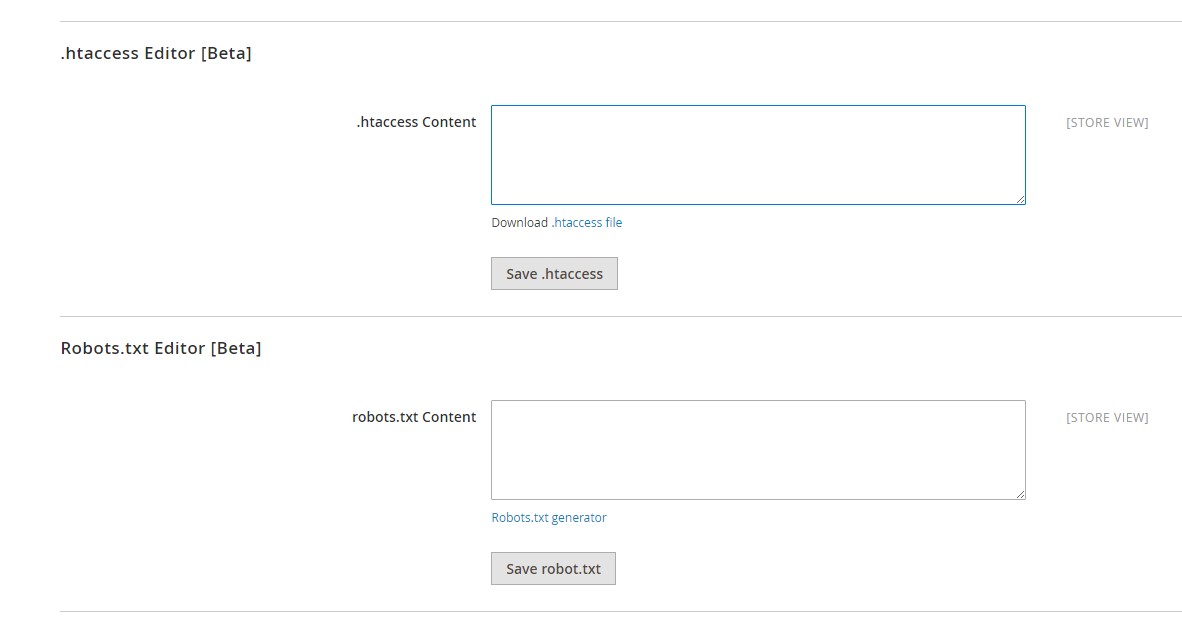 .htaccess Editor [Beta]
.htaccess Content
[STORE VIEW]
Download .htaccess file
Save .htaccess
Robots.txt Editor [Beta]
robots.txt Content
[STORE VIEW]
Robots.txt generator
Save robot.txt